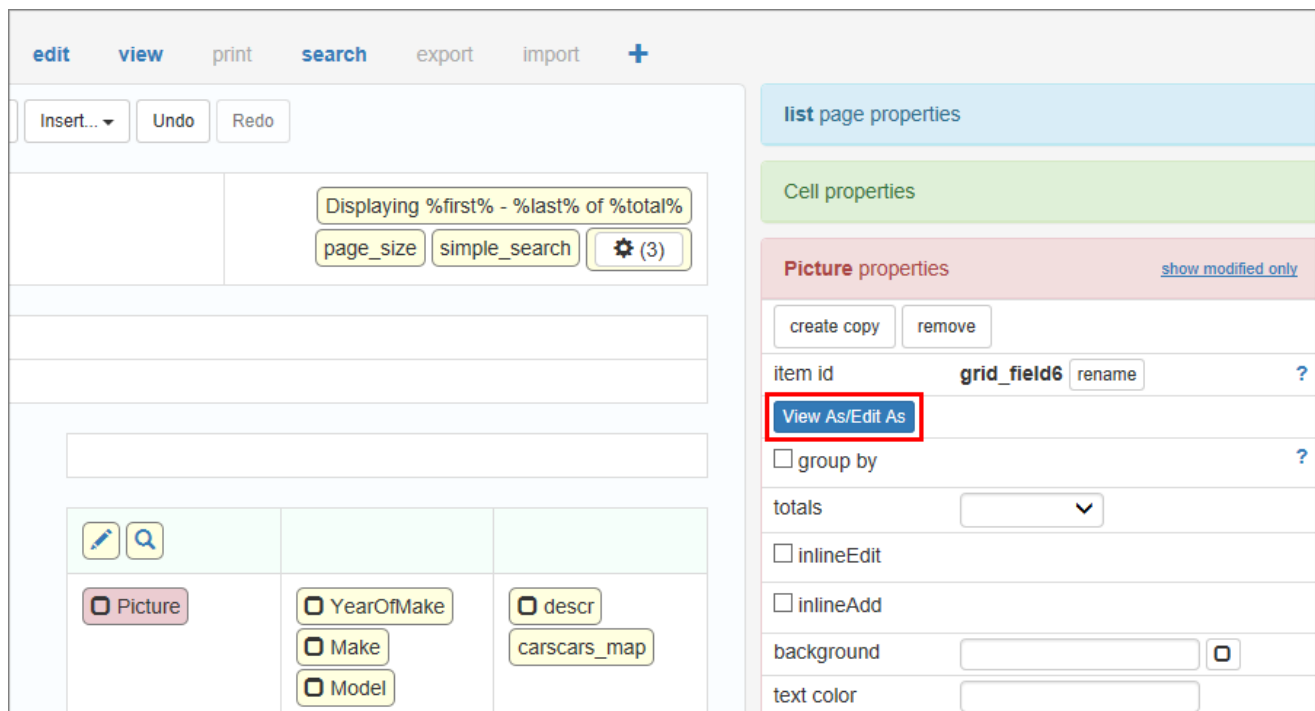 edit view print search export import
Insert... Undo Redo
Displaying %first% - %last% of %total%
page_size simple_search (3)
Picture YearOfMake descr
Make carscars_map
Model
list page properties
Cell properties
Picture properties show modified only
create copy remove
item id grid_field6 rename ?
View As/Edit As
group by ?
totals
inlineEdit
inlineAdd
background
text color